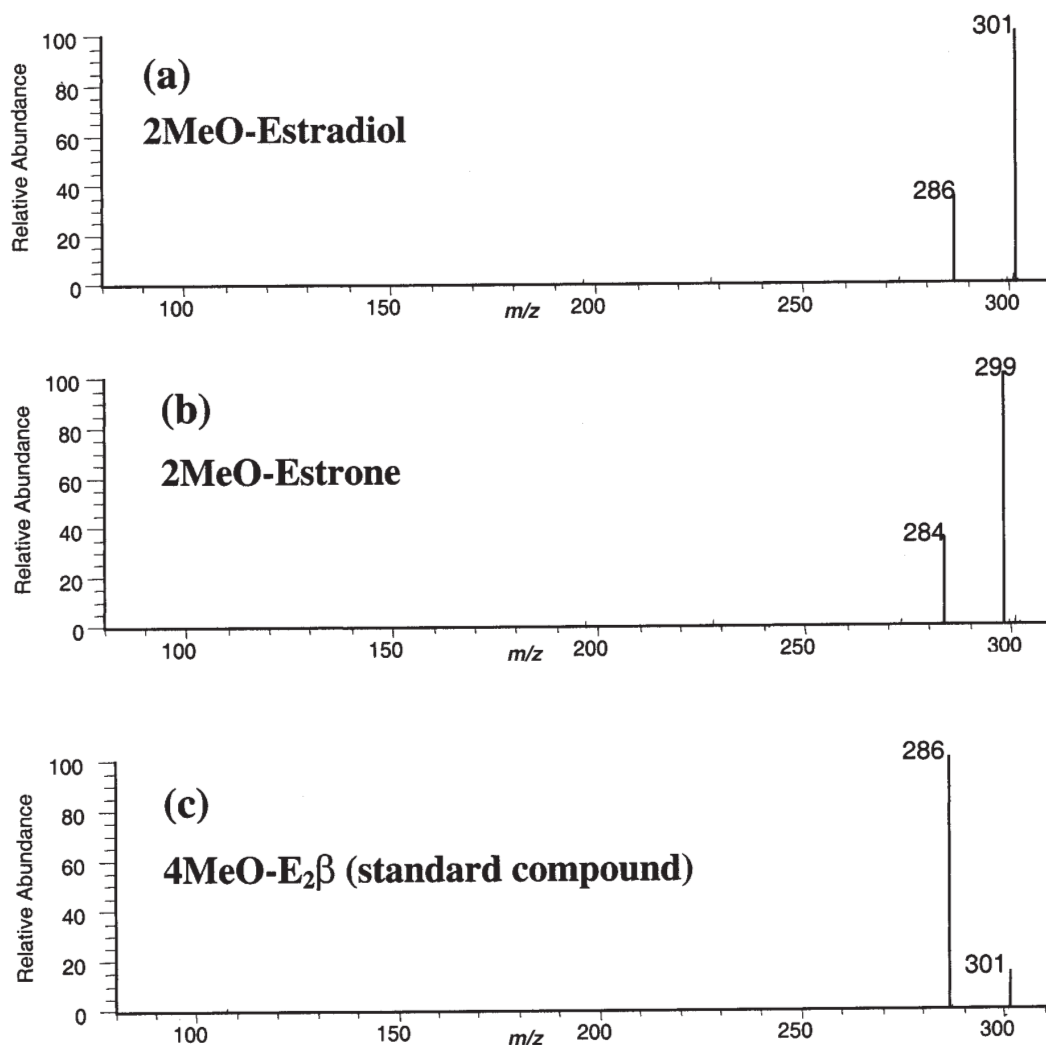 Relative Abundance
100
80
60
40
20
0
(a)
2MeO-Estradiol
286
301
100 150 200 250 300
m/z
Relative Abundance
100
80
60
40
20
0
(b)
2MeO-Estrone
284
299
100 150 200 250 300
m/z
Relative Abundance
100
80
60
40
20
0
(c)
4MeO-E₂β (standard compound)
286
301
100 150 200 250 300
m/z